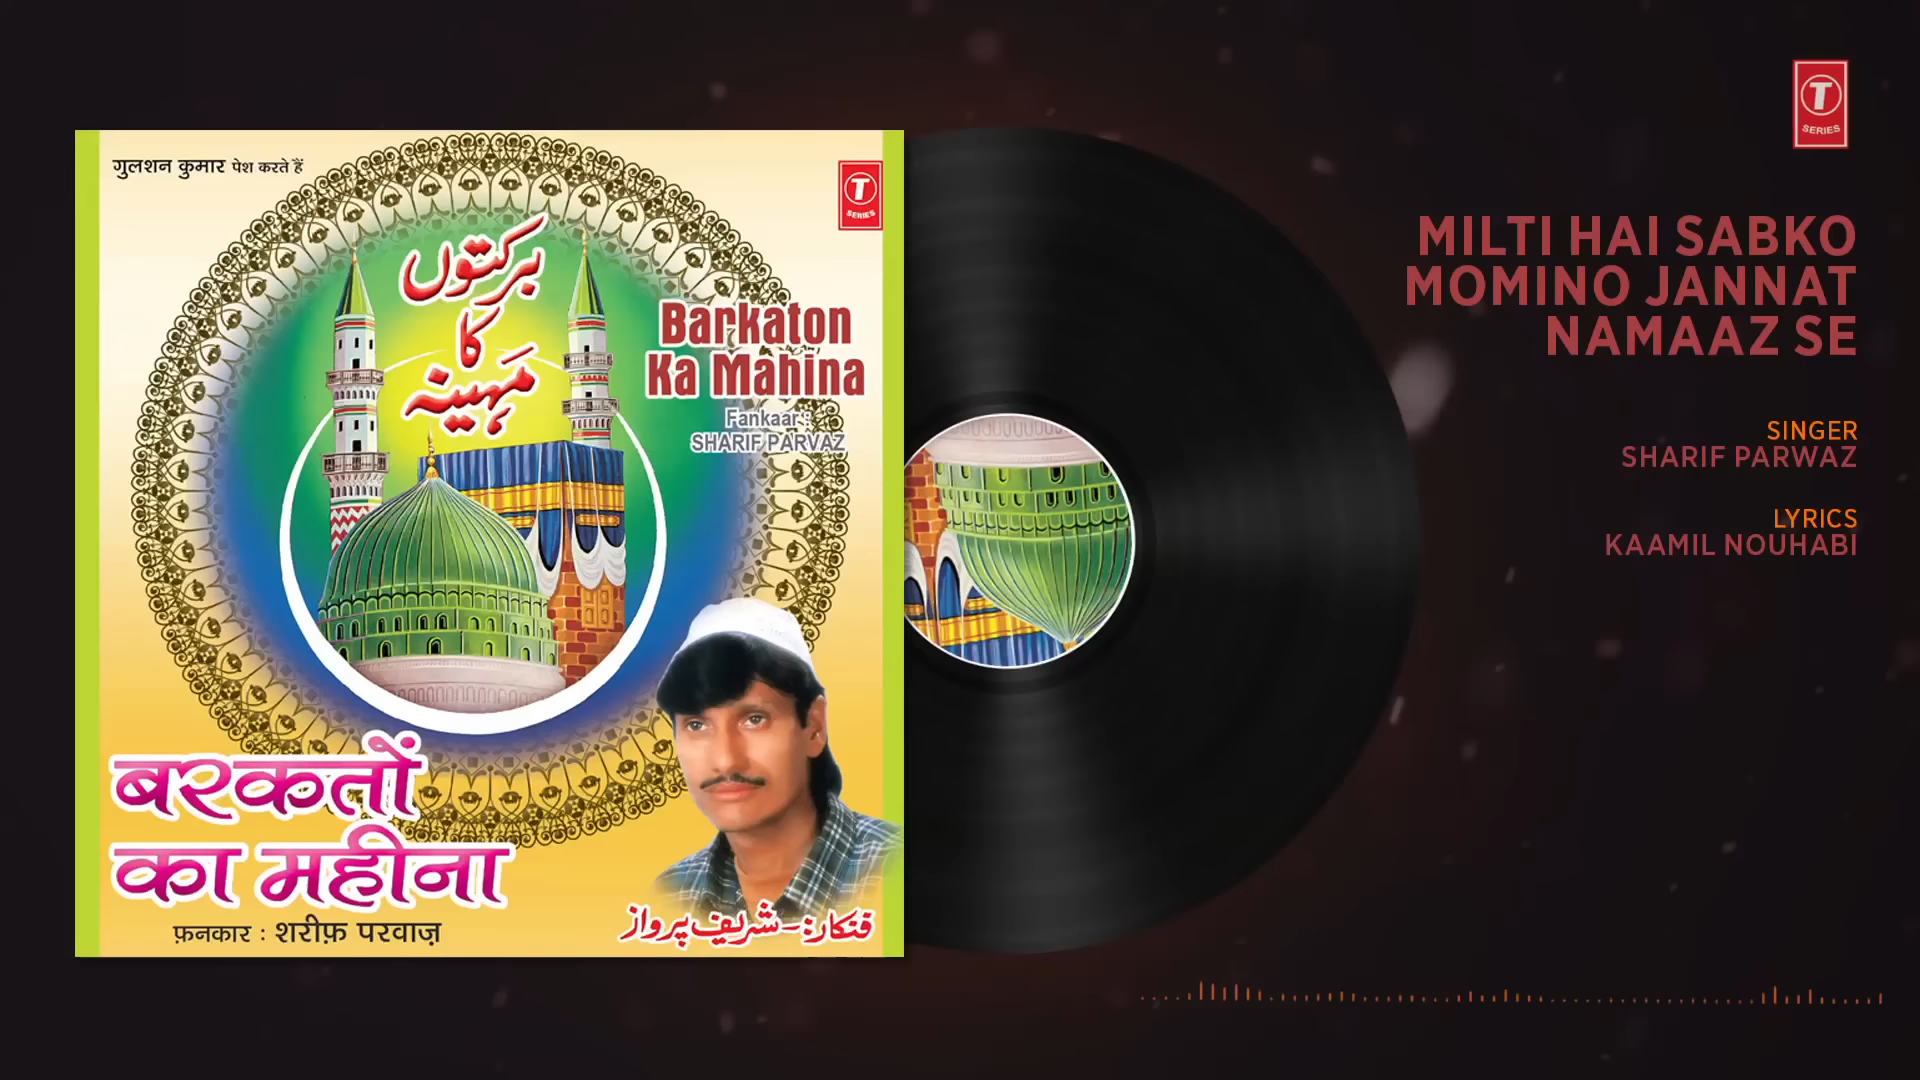 गुलशन कुमार पेश करते हैं
T
SERIES
برکتوں
کا
مہینہ
Barkaton
Ka Mahina
Fankaar :
SHARIF PARVAZ
बरकतों
का महीना
फ़नकार : शरीफ़ परवाज़
فنکار:- شریف پرواز
T
SERIES
MILTI HAI SABKO
MOMINO JANNAT
NAMAAZ SE
SINGER
SHARIF PARWAZ
LYRICS
KAAMIL NOUHABI